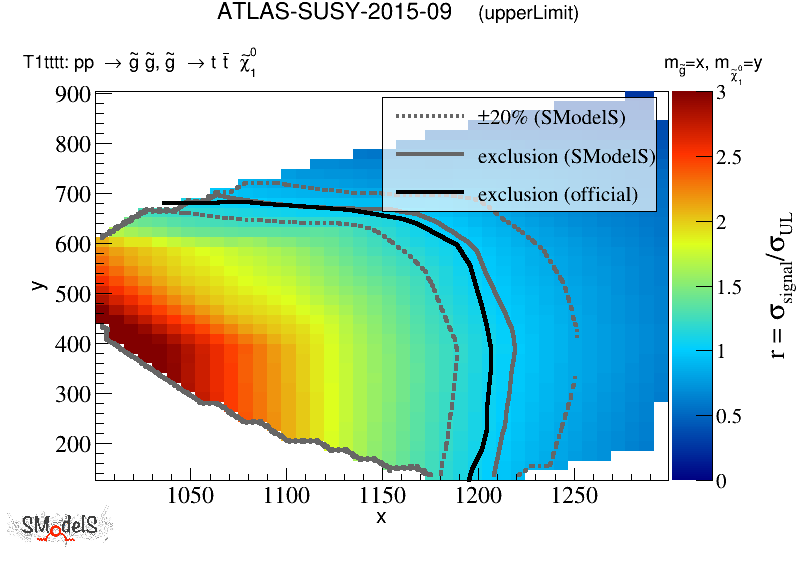 ATLAS-SUSY-2015-09 (upperLimit)
T1tttt: pp → g̃ g̃, g̃ → t t̄ χ̃₁⁰
m_g̃=x, m_χ̃₁⁰=y
±20% (SModelS)
exclusion (SModelS)
exclusion (official)
900
800
700
600
500
400
300
200
y
1050 1100 1150 1200 1250
x
3
2.5
2
1.5
1
0.5
0
r = σ_signal/σ_UL
SModelS